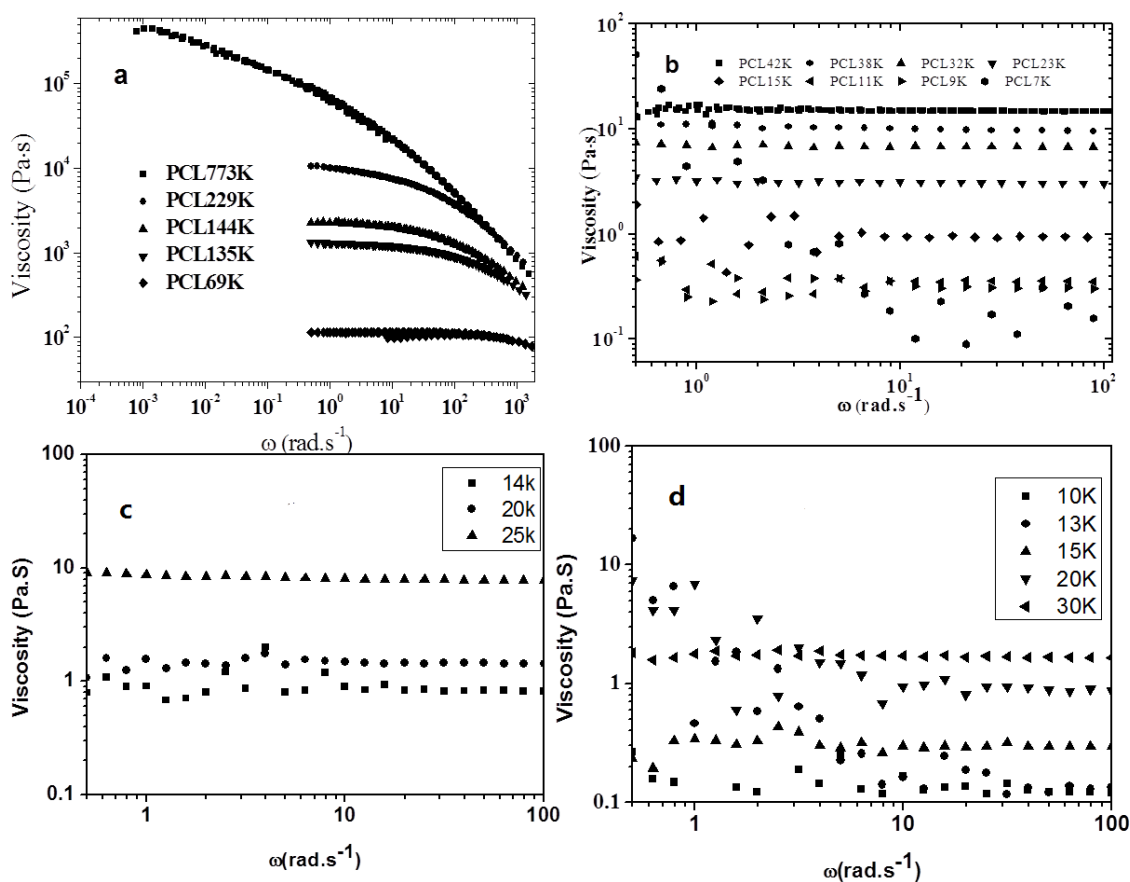 a
Viscosity (Pa·s)
10^5
10^4
10^3
10^2
PCL773K
PCL229K
PCL144K
PCL135K
PCL69K
10^-4 10^-3 10^-2 10^-1 10^0 10^1 10^2 10^3
ω (rad.s^-1)
b
Viscosity (Pa·s)
10^2
10^1
10^0
10^-1
PCL42K PCL38K PCL32K PCL23K
PCL15K PCL11K PCL9K PCL7K
10^0 10^-1 10^2
ω (rad.s^-1)
c
Viscosity (Pa.S)
100
10
1
0.1
14k
20k
25k
1 10 100
ω(rad.s^-1)
d
Viscosity (Pa.S)
100
10
1
0.1
10K
13K
15K
20K
30K
1 10 100
ω(rad.s^-1)